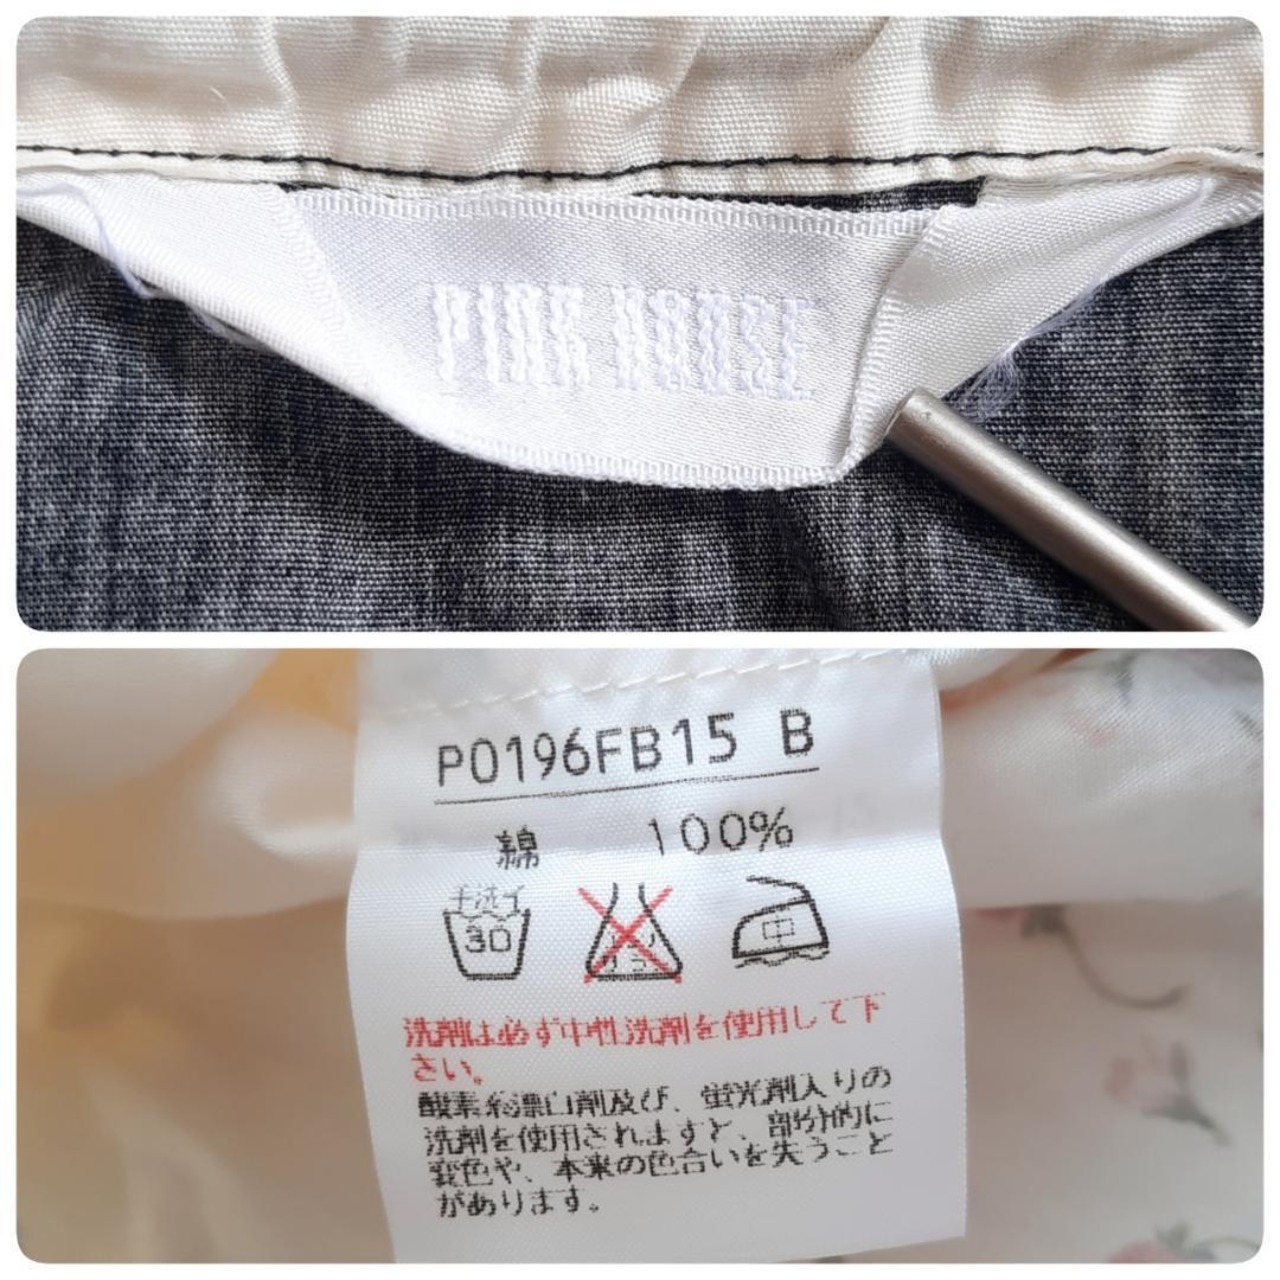 PINK HOUSE
P0196FB15 B
綿 100%
手洗イ
30
中
洗剤は必ず中性洗剤を使用して下
さい。
酸素系漂白剤及び、蛍光剤入りの
洗剤を使用されますと、部分的に
変色や、本来の色合いを失うこと
があります。